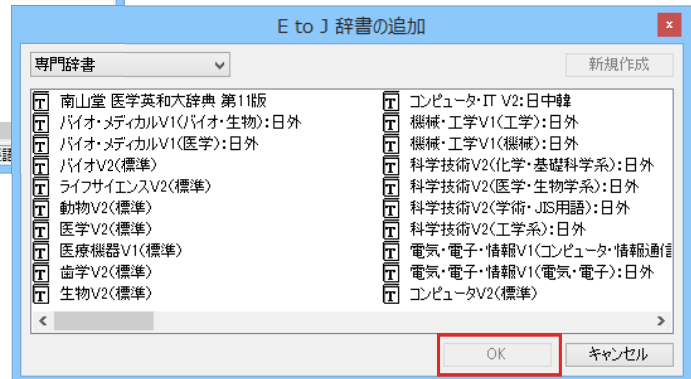 E to J 辞書の追加
専門辞書
新規作成
南山堂 医学英和大辞典 第11版
バイオ・メディカルV1(バイオ・生物):日外
バイオ・メディカルV1(医学):日外
バイオV2(標準)
ライフサイエンスV2(標準)
動物V2(標準)
医学V2(標準)
医療機器V1(標準)
歯学V2(標準)
生物V2(標準)
コンピュータ・IT V2:日中韓
機械・工学V1(工学):日外
機械・工学V1(機械):日外
科学技術V2(化学・基礎科学系):日外
科学技術V2(医学・生物学系):日外
科学技術V2(学術・JIS用語):日外
科学技術V2(工学系):日外
電気・電子・情報V1(コンピュータ・情報通信
電気・電子・情報V1(電気・電子):日外
コンピュータV2(標準)
OK
キャンセル